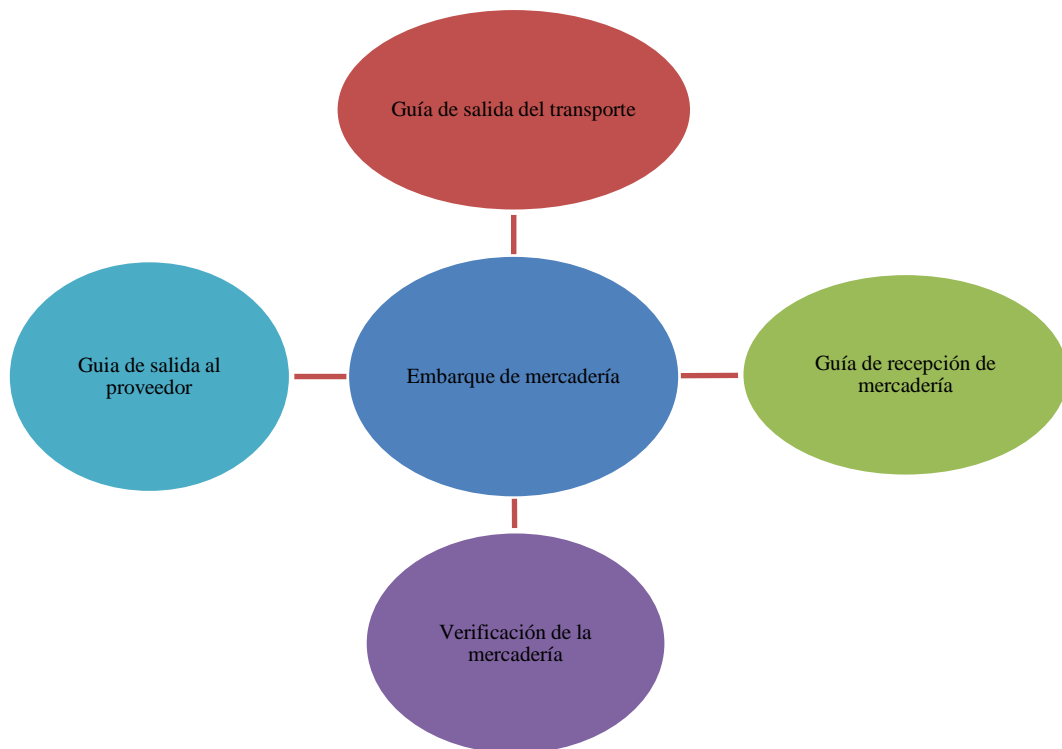 Guía de salida del transporte
Guia de salida al
proveedor
Embarque de mercadería
Guía de recepción de
mercadería
Verificación de la
mercadería